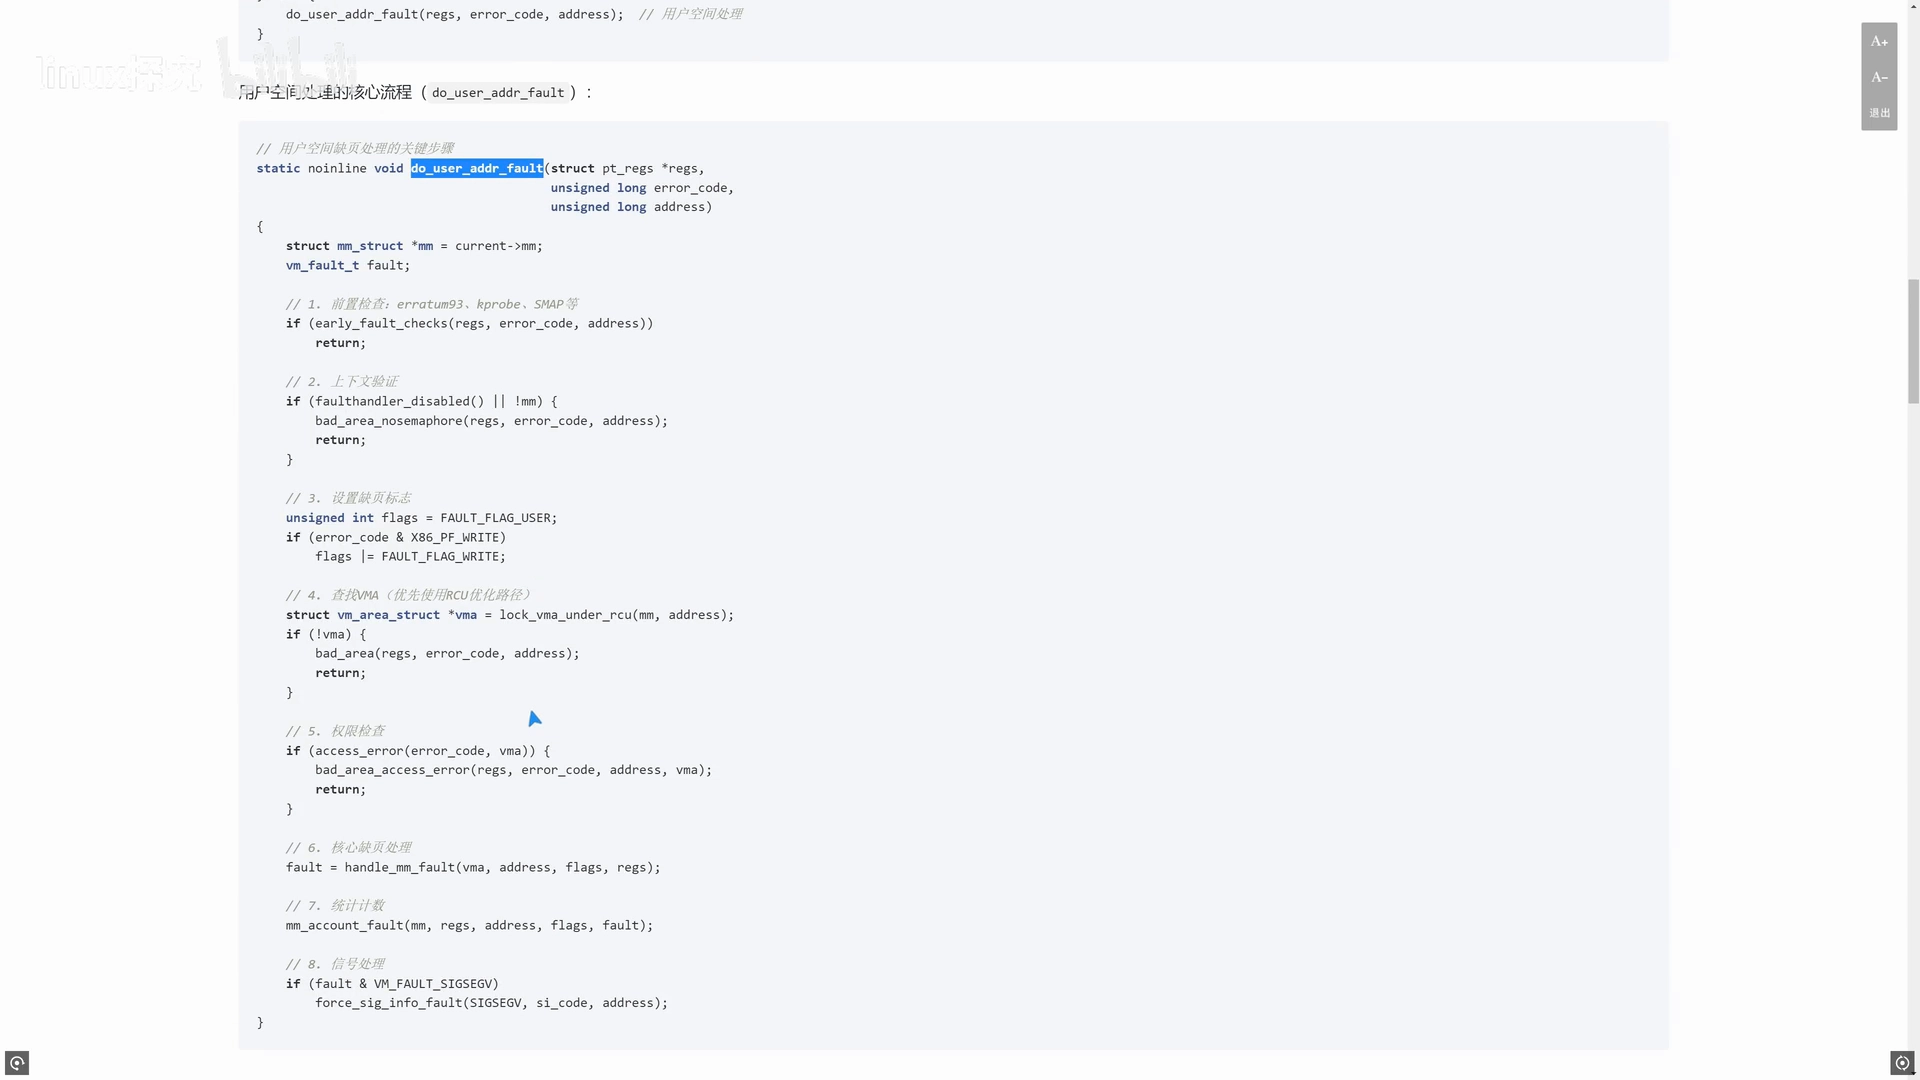 do_user_addr_fault(regs, error_code, address);  // 用户空间处理
}
linux探究 bilibili
用户空间处理的核心流程（ do_user_addr_fault ）：
// 用户空间缺页处理的关键步骤
static noinline void do_user_addr_fault(struct pt_regs *regs,
unsigned long error_code,
unsigned long address)
{
struct mm_struct *mm = current->mm;
vm_fault_t fault;
// 1. 前置检查：erratum93、kprobe、SMAP等
if (early_fault_checks(regs, error_code, address))
return;
// 2. 上下文验证
if (faulthandler_disabled() || !mm) {
bad_area_nosemaphore(regs, error_code, address);
return;
}
// 3. 设置缺页标志
unsigned int flags = FAULT_FLAG_USER;
if (error_code & X86_PF_WRITE)
flags |= FAULT_FLAG_WRITE;
// 4. 查找VMA（优先使用RCU优化路径）
struct vm_area_struct *vma = lock_vma_under_rcu(mm, address);
if (!vma) {
bad_area(regs, error_code, address);
return;
}
// 5. 权限检查
if (access_error(error_code, vma)) {
bad_area_access_error(regs, error_code, address, vma);
return;
}
// 6. 核心缺页处理
fault = handle_mm_fault(vma, address, flags, regs);
// 7. 统计计数
mm_account_fault(mm, regs, address, flags, fault);
// 8. 信号处理
if (fault & VM_FAULT_SIGSEGV)
force_sig_info_fault(SIGSEGV, si_code, address);
}
A+
A-
退出